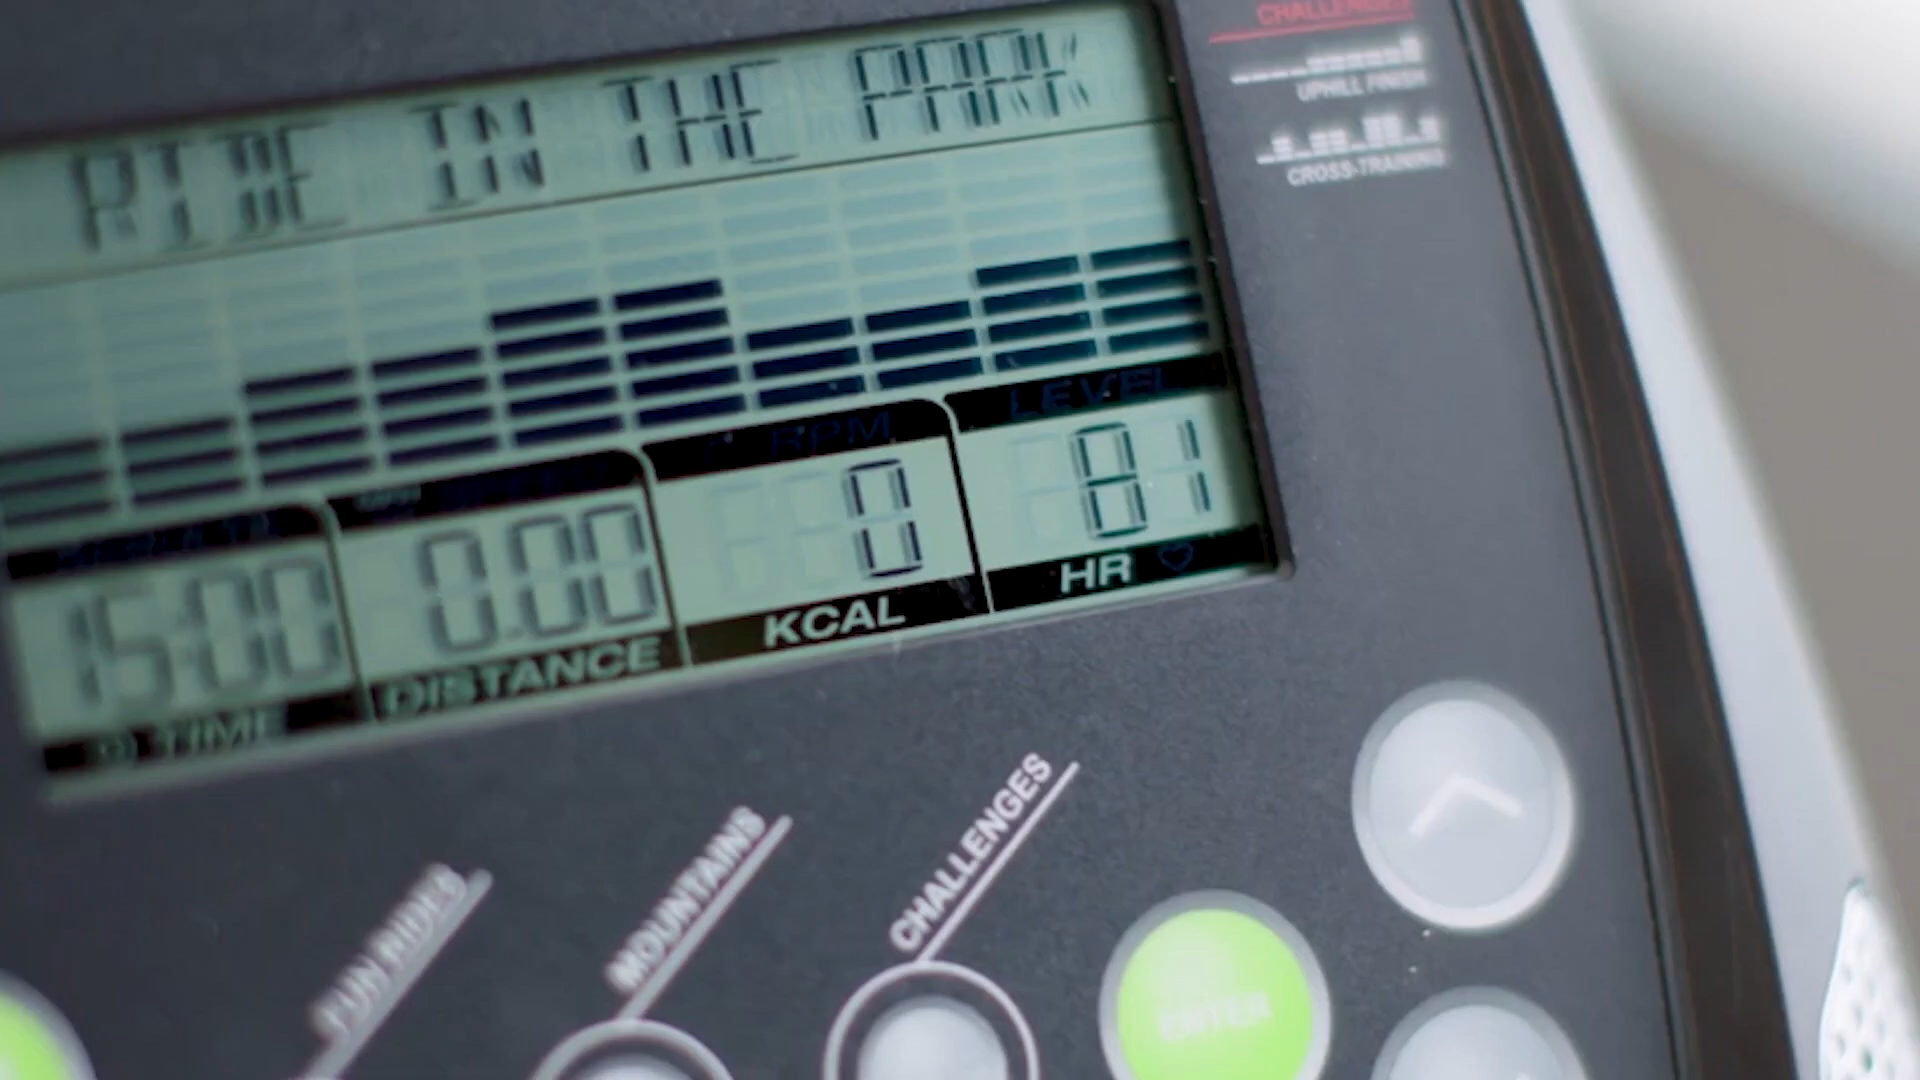 CHALLENGES
UPHILL FINISH
CROSS-TRAINING
RIDE IN THE PARK
RPM
LEVEL
15:00
0.00
0
81
TIME
DISTANCE
KCAL
HR
FUN RIDES
MOUNTAINS
CHALLENGES
ENTER